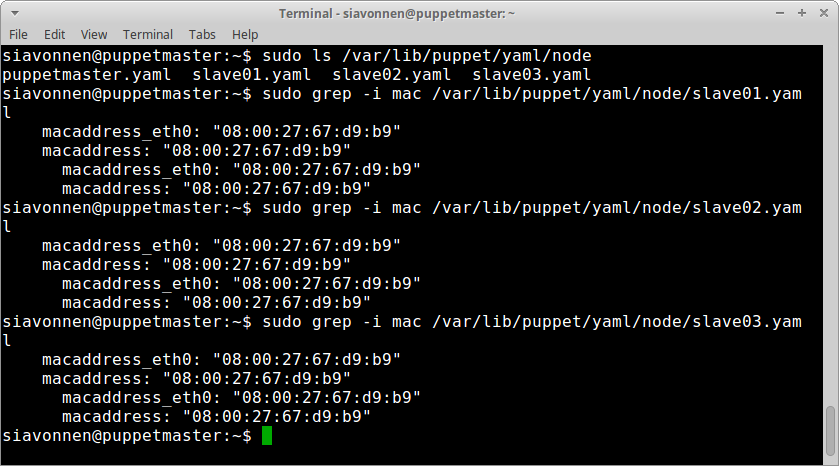 Terminal - siavonnen@puppetmaster: ~
File Edit View Terminal Tabs Help
siavonnen@puppetmaster:~$ sudo ls /var/lib/puppet/yaml/node
puppetmaster.yaml  slave01.yaml  slave02.yaml  slave03.yaml
siavonnen@puppetmaster:~$ sudo grep -i mac /var/lib/puppet/yaml/node/slave01.yam
l
    macaddress_eth0: "08:00:27:67:d9:b9"
    macaddress: "08:00:27:67:d9:b9"
      macaddress_eth0: "08:00:27:67:d9:b9"
      macaddress: "08:00:27:67:d9:b9"
siavonnen@puppetmaster:~$ sudo grep -i mac /var/lib/puppet/yaml/node/slave02.yam
l
    macaddress_eth0: "08:00:27:67:d9:b9"
    macaddress: "08:00:27:67:d9:b9"
      macaddress_eth0: "08:00:27:67:d9:b9"
      macaddress: "08:00:27:67:d9:b9"
siavonnen@puppetmaster:~$ sudo grep -i mac /var/lib/puppet/yaml/node/slave03.yam
l
    macaddress_eth0: "08:00:27:67:d9:b9"
    macaddress: "08:00:27:67:d9:b9"
      macaddress_eth0: "08:00:27:67:d9:b9"
      macaddress: "08:00:27:67:d9:b9"
siavonnen@puppetmaster:~$